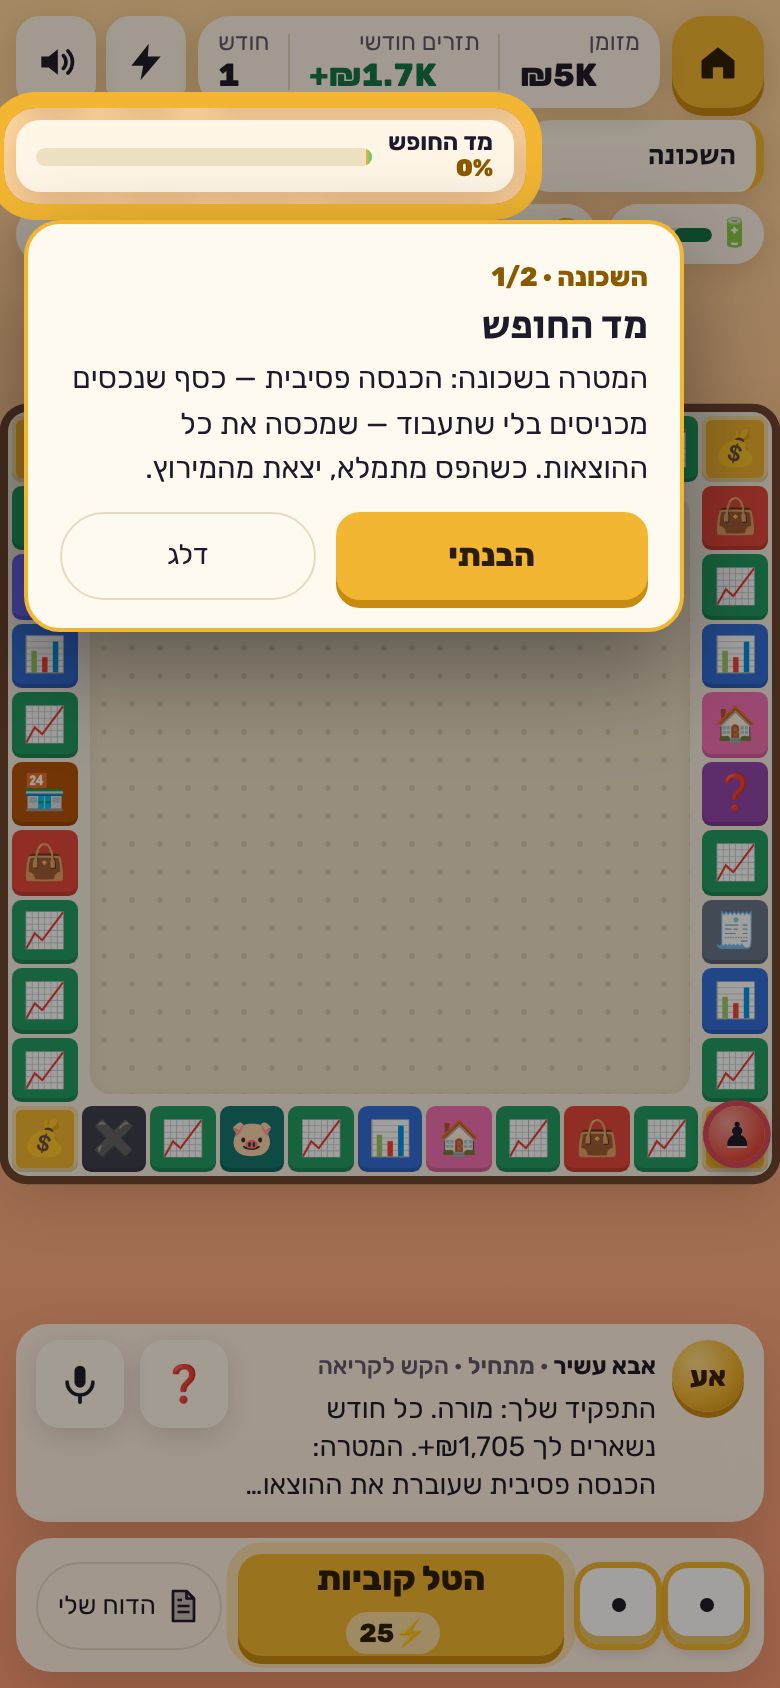 מזומן
₪5K
תזרים חודשי
+₪1.7K
חודש
1
השכונה
מד החופש
0%
השכונה • 1/2
מד החופש
המטרה בשכונה: הכנסה פסיבית – כסף שנכסים
מכניסים בלי שתעבוד – שמכסה את כל
ההוצאות. כשהפס מתמלא, יצאת מהמירוץ.
הבנתי
דלג
אע
אבא עשיר • מתחיל • הקש לקריאה
התפקיד שלך: מורה. כל חודש
נשארים לך ₪1,705+. המטרה:
הכנסה פסיבית שעוברת את ההוצאו...
הטל קוביות
⚡25
הדוח שלי